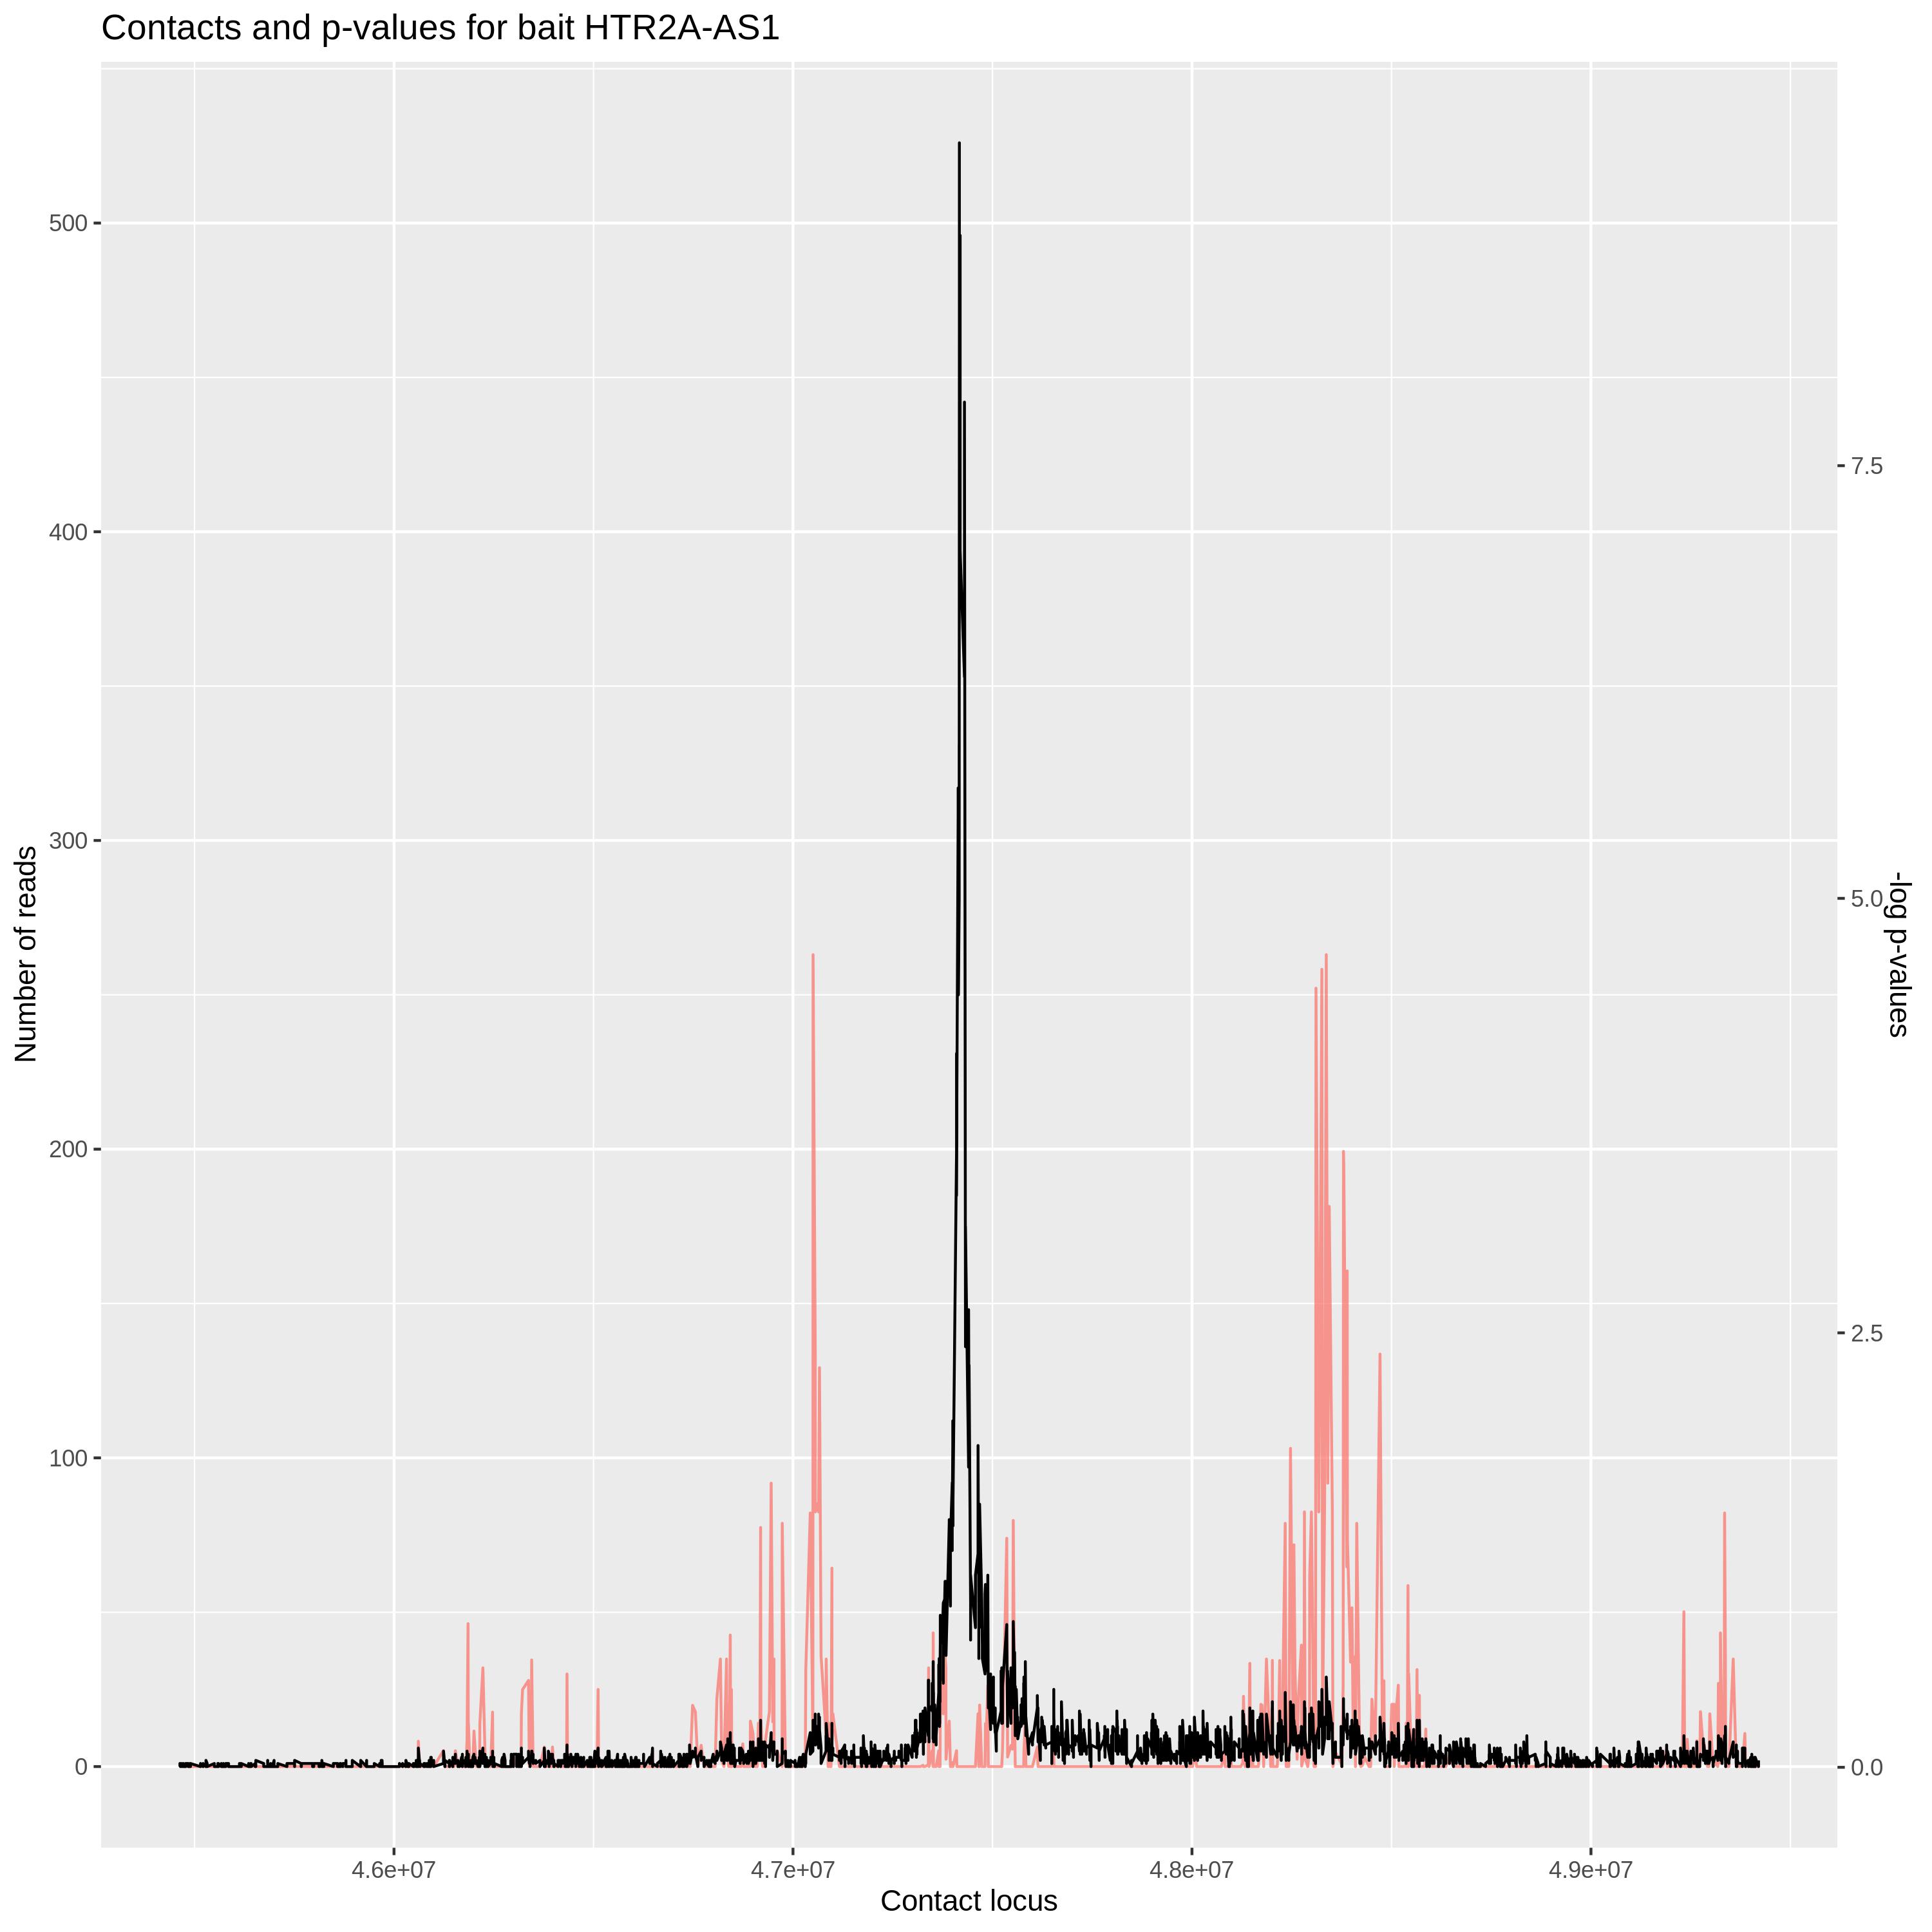 Contacts and p-values for bait HTR2A-AS1
Number of reads
500
400
300
200
100
0
7.5
5.0
2.5
0.0
-log p-values
4.6e+07 4.7e+07 4.8e+07 4.9e+07
Contact locus